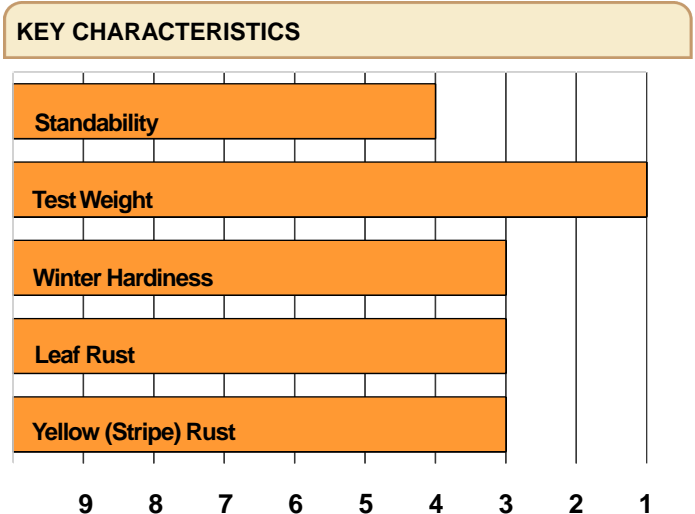 KEY CHARACTERISTICS
Standability
Test Weight
Winter Hardiness
Leaf Rust
Yellow (Stripe) Rust
9 8 7 6 5 4 3 2 1